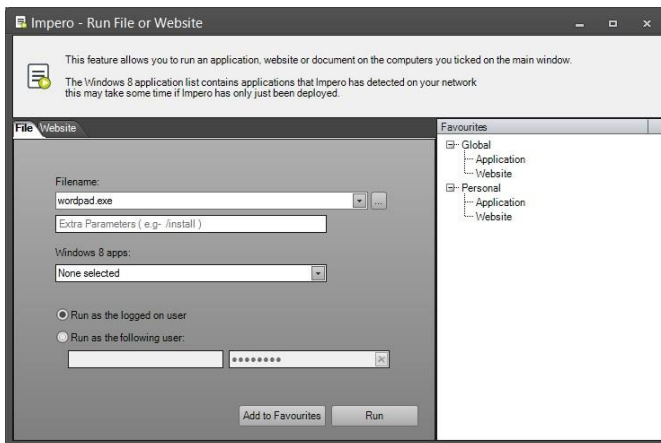 Impero - Run File or Website
This feature allows you to run an application, website or document on the computers you ticked on the main window.
The Windows 8 application list contains applications that Impero has detected on your network
this may take some time if Impero has only just been deployed.
File Website
Filename:
wordpad.exe
...
Extra Parameters ( e.g- /install )
Windows 8 apps:
None selected
Run as the logged on user
Run as the following user:
Add to Favourites
Run
Favourites
Global
Application
Website
Personal
Application
Website